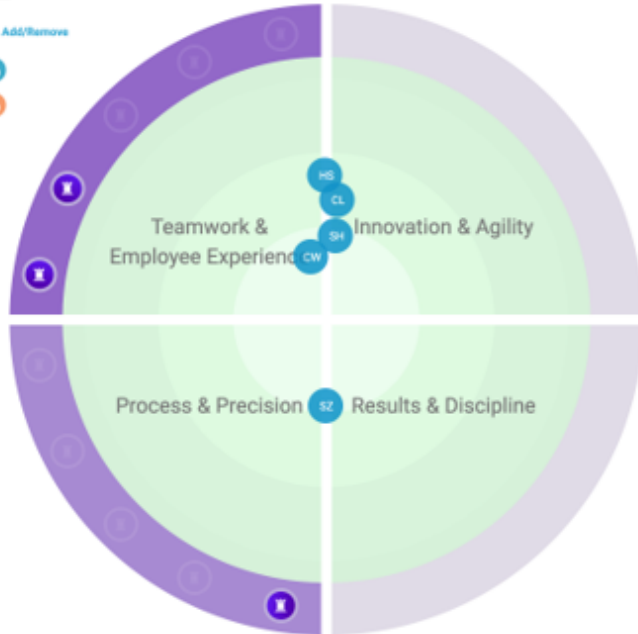 Add/Remove
HS
CL
Teamwork &
Employee Experienc
Innovation & Agility
SH
CW
Process & Precision
SZ
Results & Discipline